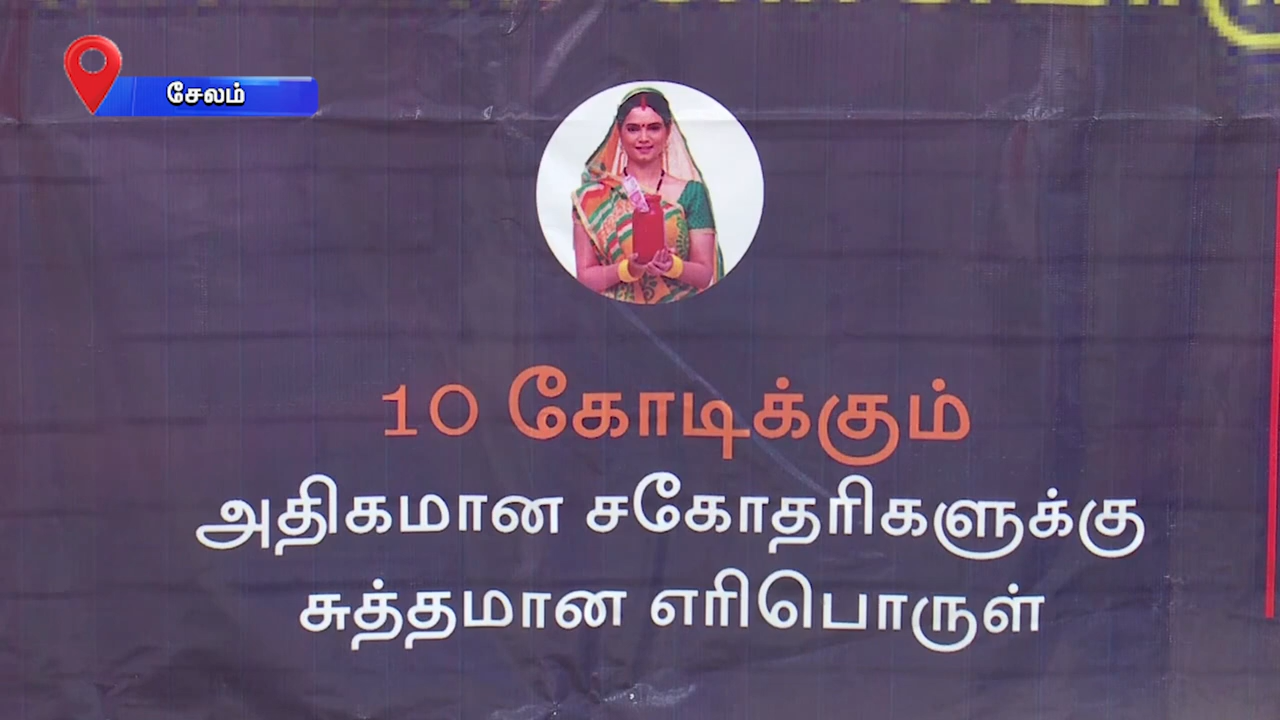 சேலம்
10 கோடிக்கும்
அதிகமான சகோதரிகளுக்கு
சுத்தமான எரிபொருள்